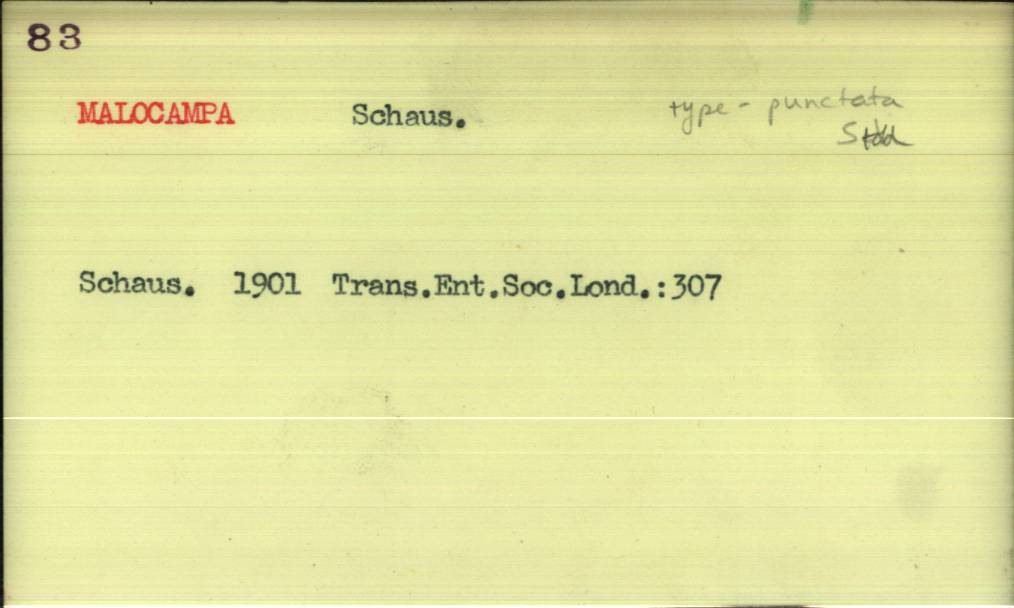 83
MALOCAMPA Schaus. type - punctata
Schaus. 1901 Trans.Ent.Soc.Lond.:307